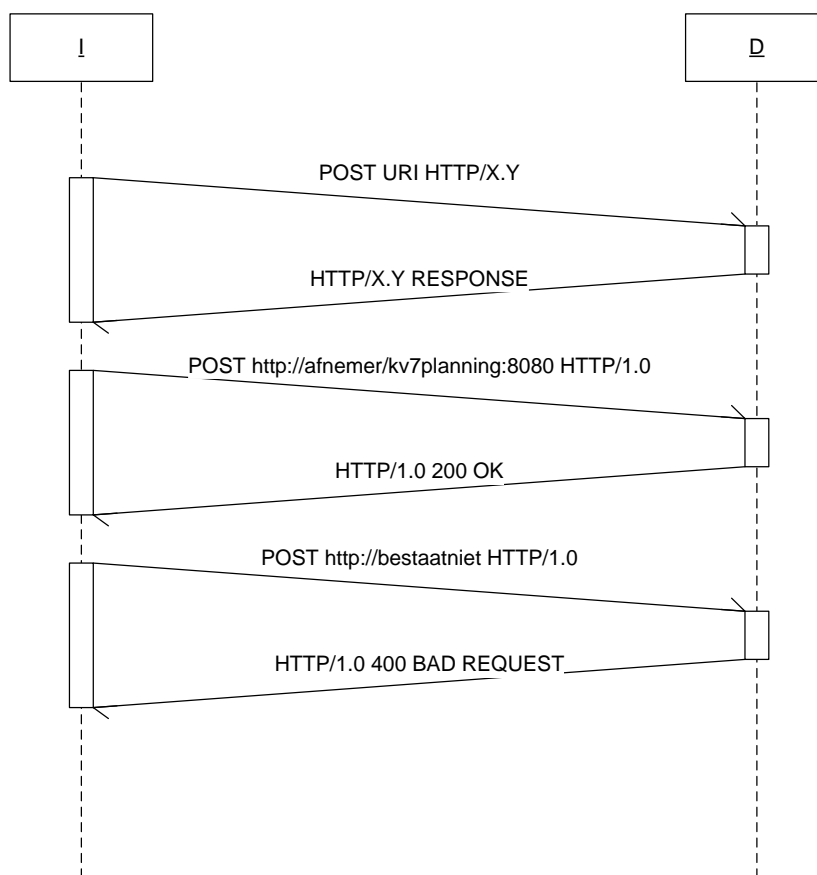 I
D
POST URI HTTP/X.Y
HTTP/X.Y RESPONSE
POST http://afnemer/kv7planning:8080 HTTP/1.0
HTTP/1.0 200 OK
POST http://bestaatniet HTTP/1.0
HTTP/1.0 400 BAD REQUEST